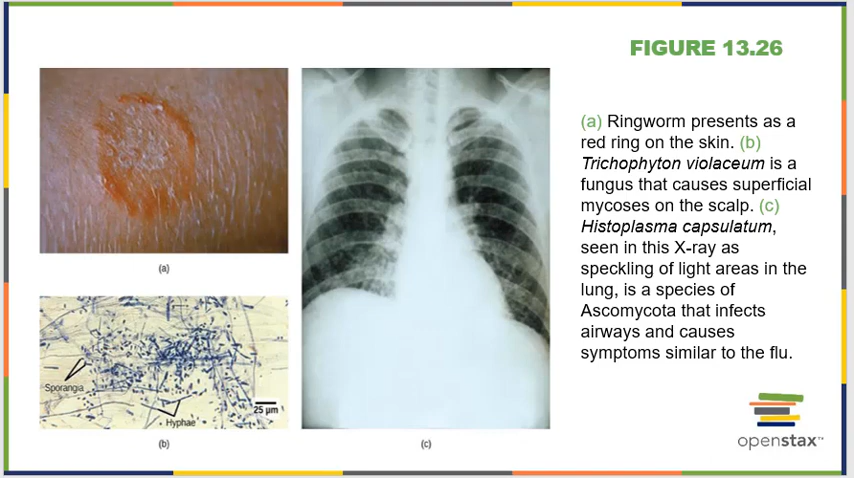 FIGURE 13.26
(a)
Sporangia
Hyphae
25 µm
(b)
(c)
(a) Ringworm presents as a
red ring on the skin. (b)
Trichophyton violaceum is a
fungus that causes superficial
mycoses on the scalp. (c)
Histoplasma capsulatum,
seen in this X-ray as
speckling of light areas in the
lung, is a species of
Ascomycota that infects
airways and causes
symptoms similar to the flu.
openstax™